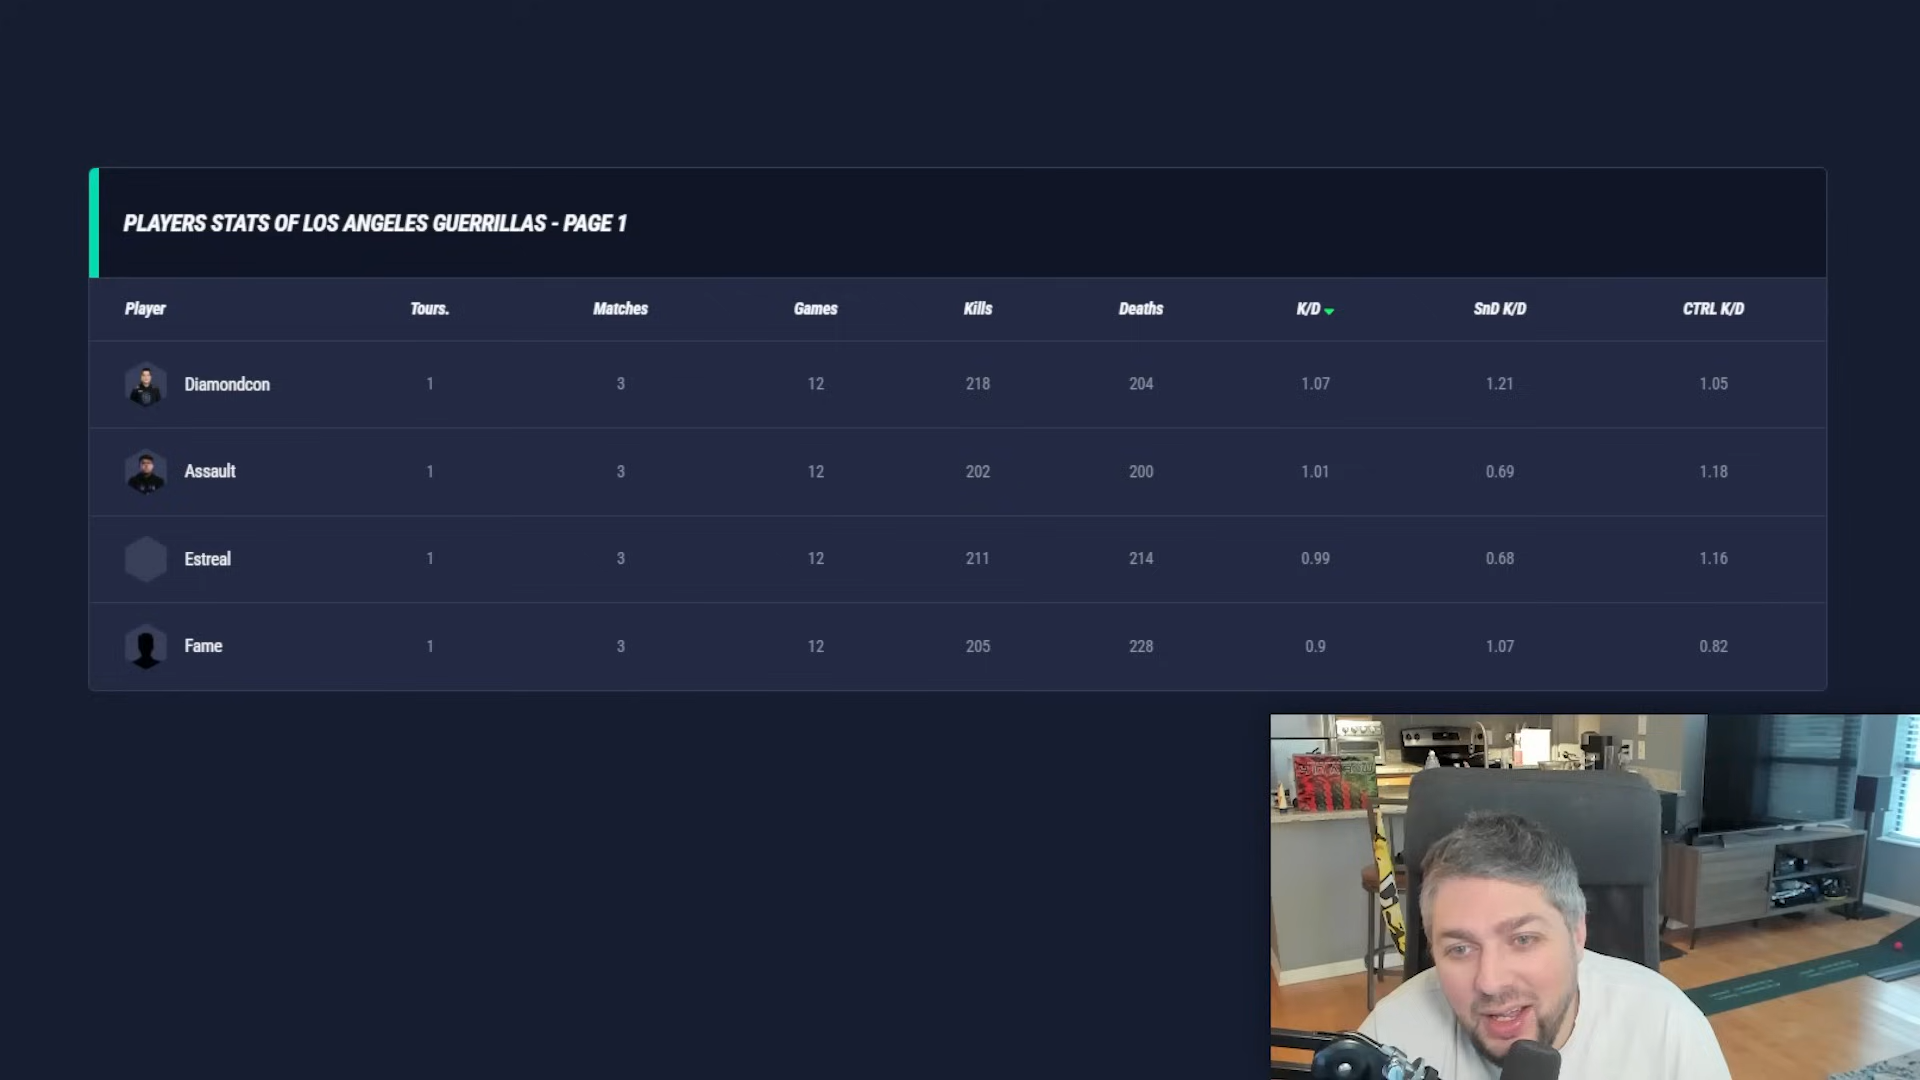 PLAYERS STATS OF LOS ANGELES GUERRILLAS - PAGE 1
Player Tours. Matches Games Kills Deaths K/D SnD K/D CTRL K/D
Diamondcon 1 3 12 218 204 1.07 1.21 1.05
Assault 1 3 12 202 200 1.01 0.69 1.18
Estreal 1 3 12 211 214 0.99 0.68 1.16
Fame 1 3 12 205 228 0.9 1.07 0.82